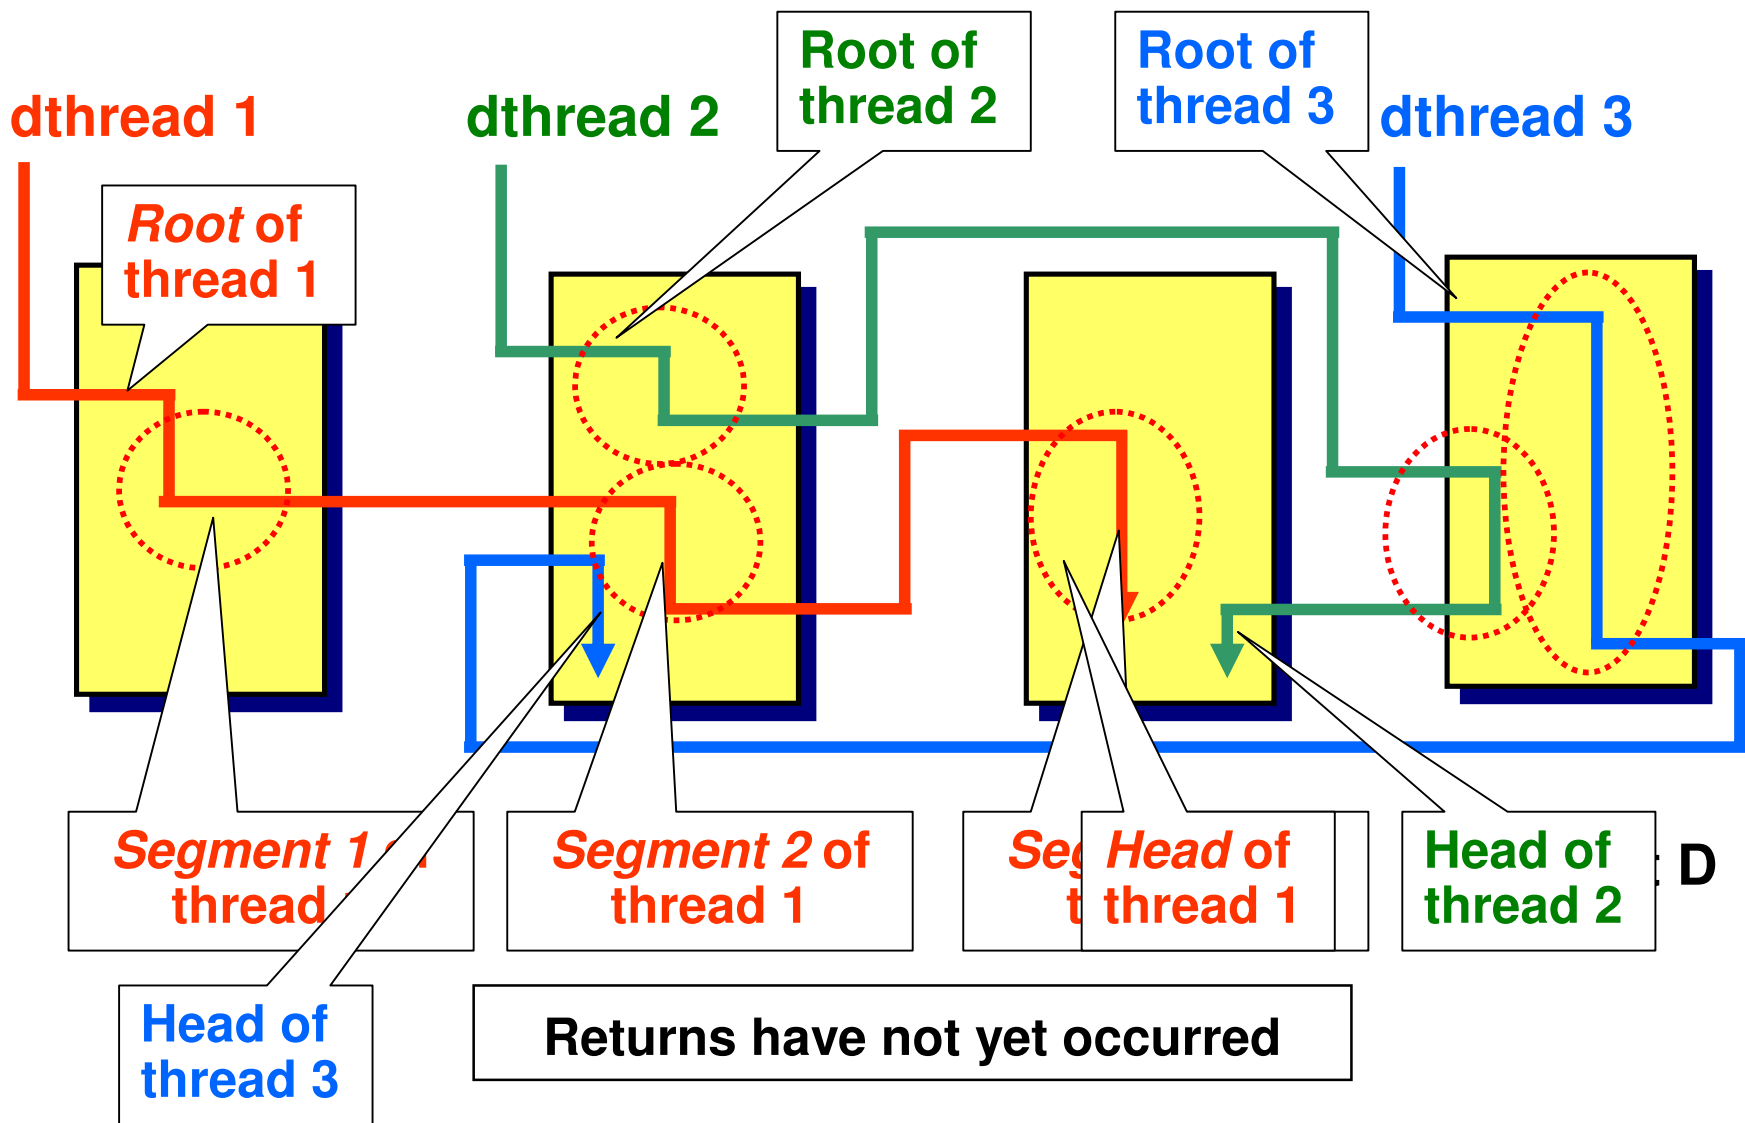 Root of
thread 2
Root of
thread 3
dthread 1
dthread 2
dthread 3
Root of
thread 1
Segment 1
thread
Segment 2 of
thread 1
Head of
thread 1
Head of
thread 2
D
Head of
thread 3
Returns have not yet occurred